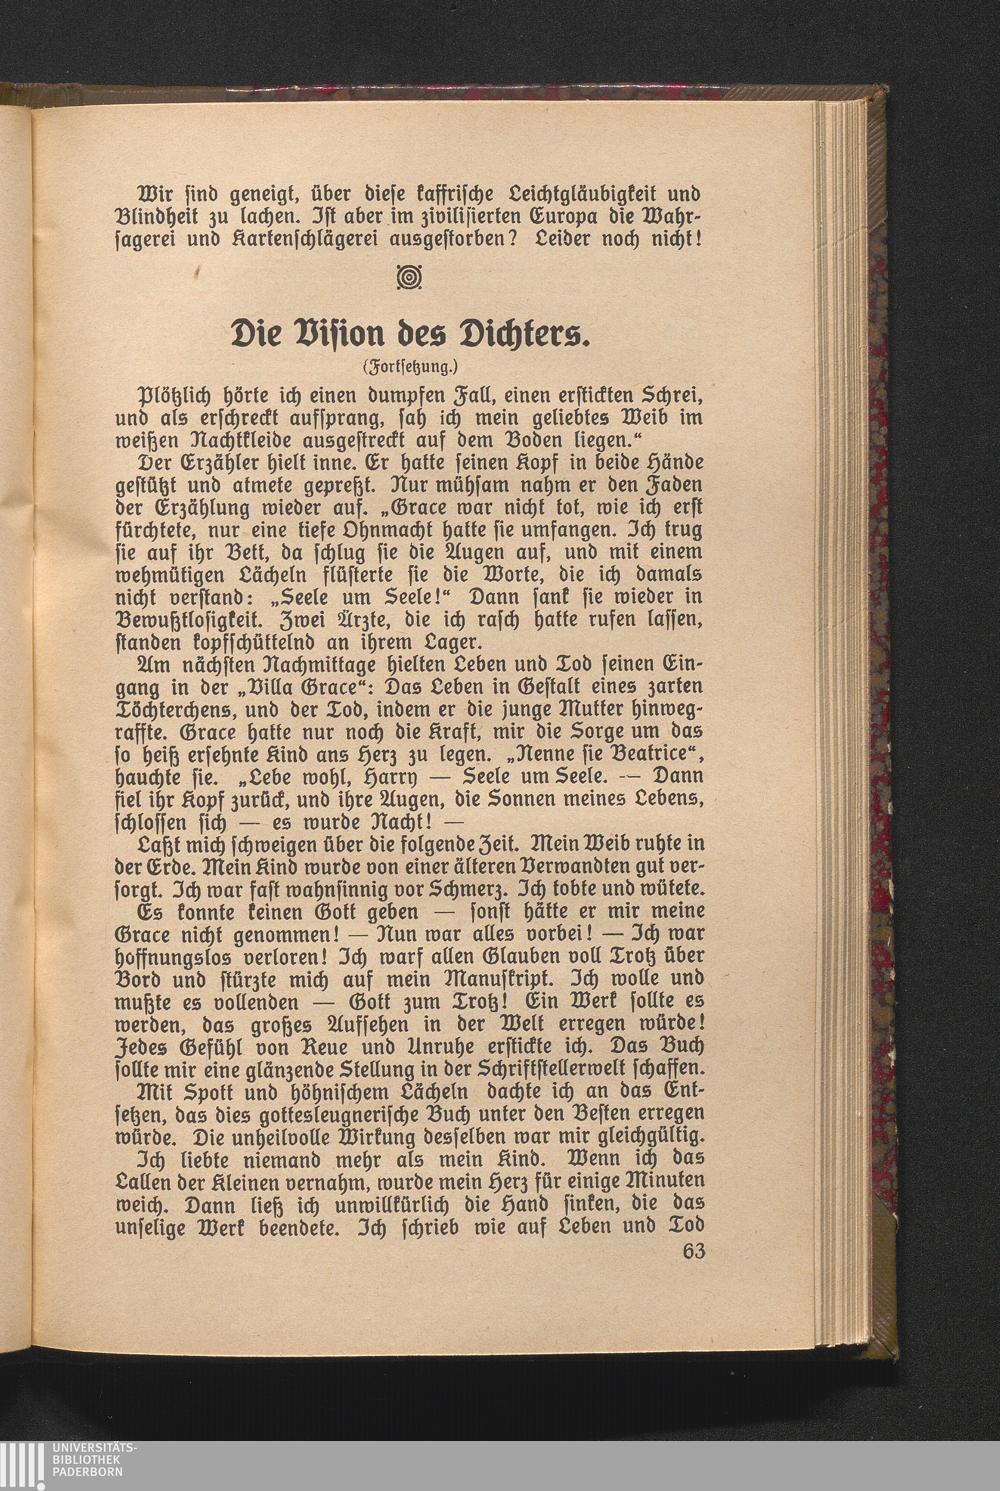 Wir sind geneigt, über diese kaffrische Leichtgläubigkeit und
Blindheit zu lachen. Ist aber im zivilisierten Europa die Wahr-
sagerei und Kartenschlägerei ausgestorben? Leider noch nicht!
Die Vision des Dichters.
(Fortsetzung.)
Plötzlich hörte ich einen dumpfen Fall, einen erstickten Schrei,
und als erschreckt aufsprang, sah ich mein geliebtes Weib im
weißen Nachtkleide ausgestreckt auf dem Boden liegen.“
Der Erzähler hielt inne. Er hatte seinen Kopf in beide Hände
gestützt und atmete gepreßt. Nur mühsam nahm er den Faden
der Erzählung wieder auf. „Grace war nicht tot, wie ich erst
fürchtete, nur eine tiefe Ohnmacht hatte sie umfangen. Ich trug
sie auf ihr Bett, da schlug sie die Augen auf, und mit einem
wehmütigen Lächeln flüsterte sie die Worte, die ich damals
nicht verstand: „Seele um Seele!“ Dann sank sie wieder in
Bewußtlosigkeit. Zwei Ärzte, die ich rasch hatte rufen lassen,
standen kopfschüttelnd an ihrem Lager.
Am nächsten Nachmittage hielten Leben und Tod seinen Ein-
gang in der „Villa Grace“: Das Leben in Gestalt eines zarten
Töchterchens, und der Tod, indem er die junge Mutter hinweg-
raffte. Grace hatte nur noch die Kraft, mir die Sorge um das
so heiß ersehnte Kind ans Herz zu legen. „Nenne sie Beatrice“,
hauchte sie. „Lebe wohl, Harry — Seele um Seele. — Dann
fiel ihr Kopf zurück, und ihre Augen, die Sonnen meines Lebens,
schlossen sich — es wurde Nacht! —
Laßt mich schweigen über die folgende Zeit. Mein Weib ruhte in
der Erde. Mein Kind wurde von einer älteren Verwandten gut ver-
sorgt. Ich war fast wahnsinnig vor Schmerz. Ich tobte und wütete.
Es konnte keinen Gott geben — sonst hätte er mir meine
Grace nicht genommen! — Nun war alles vorbei! — Ich war
hoffnungslos verloren! Ich warf allen Glauben voll Trotz über
Bord und stürzte mich auf mein Manuskript. Ich wolle und
mußte es vollenden — Gott zum Trotz! Ein Werk sollte es
werden, das großes Aufsehen in der Welt erregen würde!
Jedes Gefühl von Reue und Unruhe erstickte ich. Das Buch
sollte mir eine glänzende Stellung in der Schriftstellerwelt schaffen.
Mit Spott und höhnischem Lächeln dachte ich an das Ent-
setzen, das dies gottesleugnerische Buch unter den Besten erregen
würde. Die unheilvolle Wirkung desselben war mir gleichgültig.
Ich liebte niemand mehr als mein Kind. Wenn ich das
Lallen der Kleinen vernahm, wurde mein Herz für einige Minuten
weich. Dann ließ ich unwillkürlich die Hand sinken, die das
unselige Werk beendete. Ich schrieb wie auf Leben und Tod
63
UNIVERSITÄTS-
BIBLIOTHEK
PADERBORN